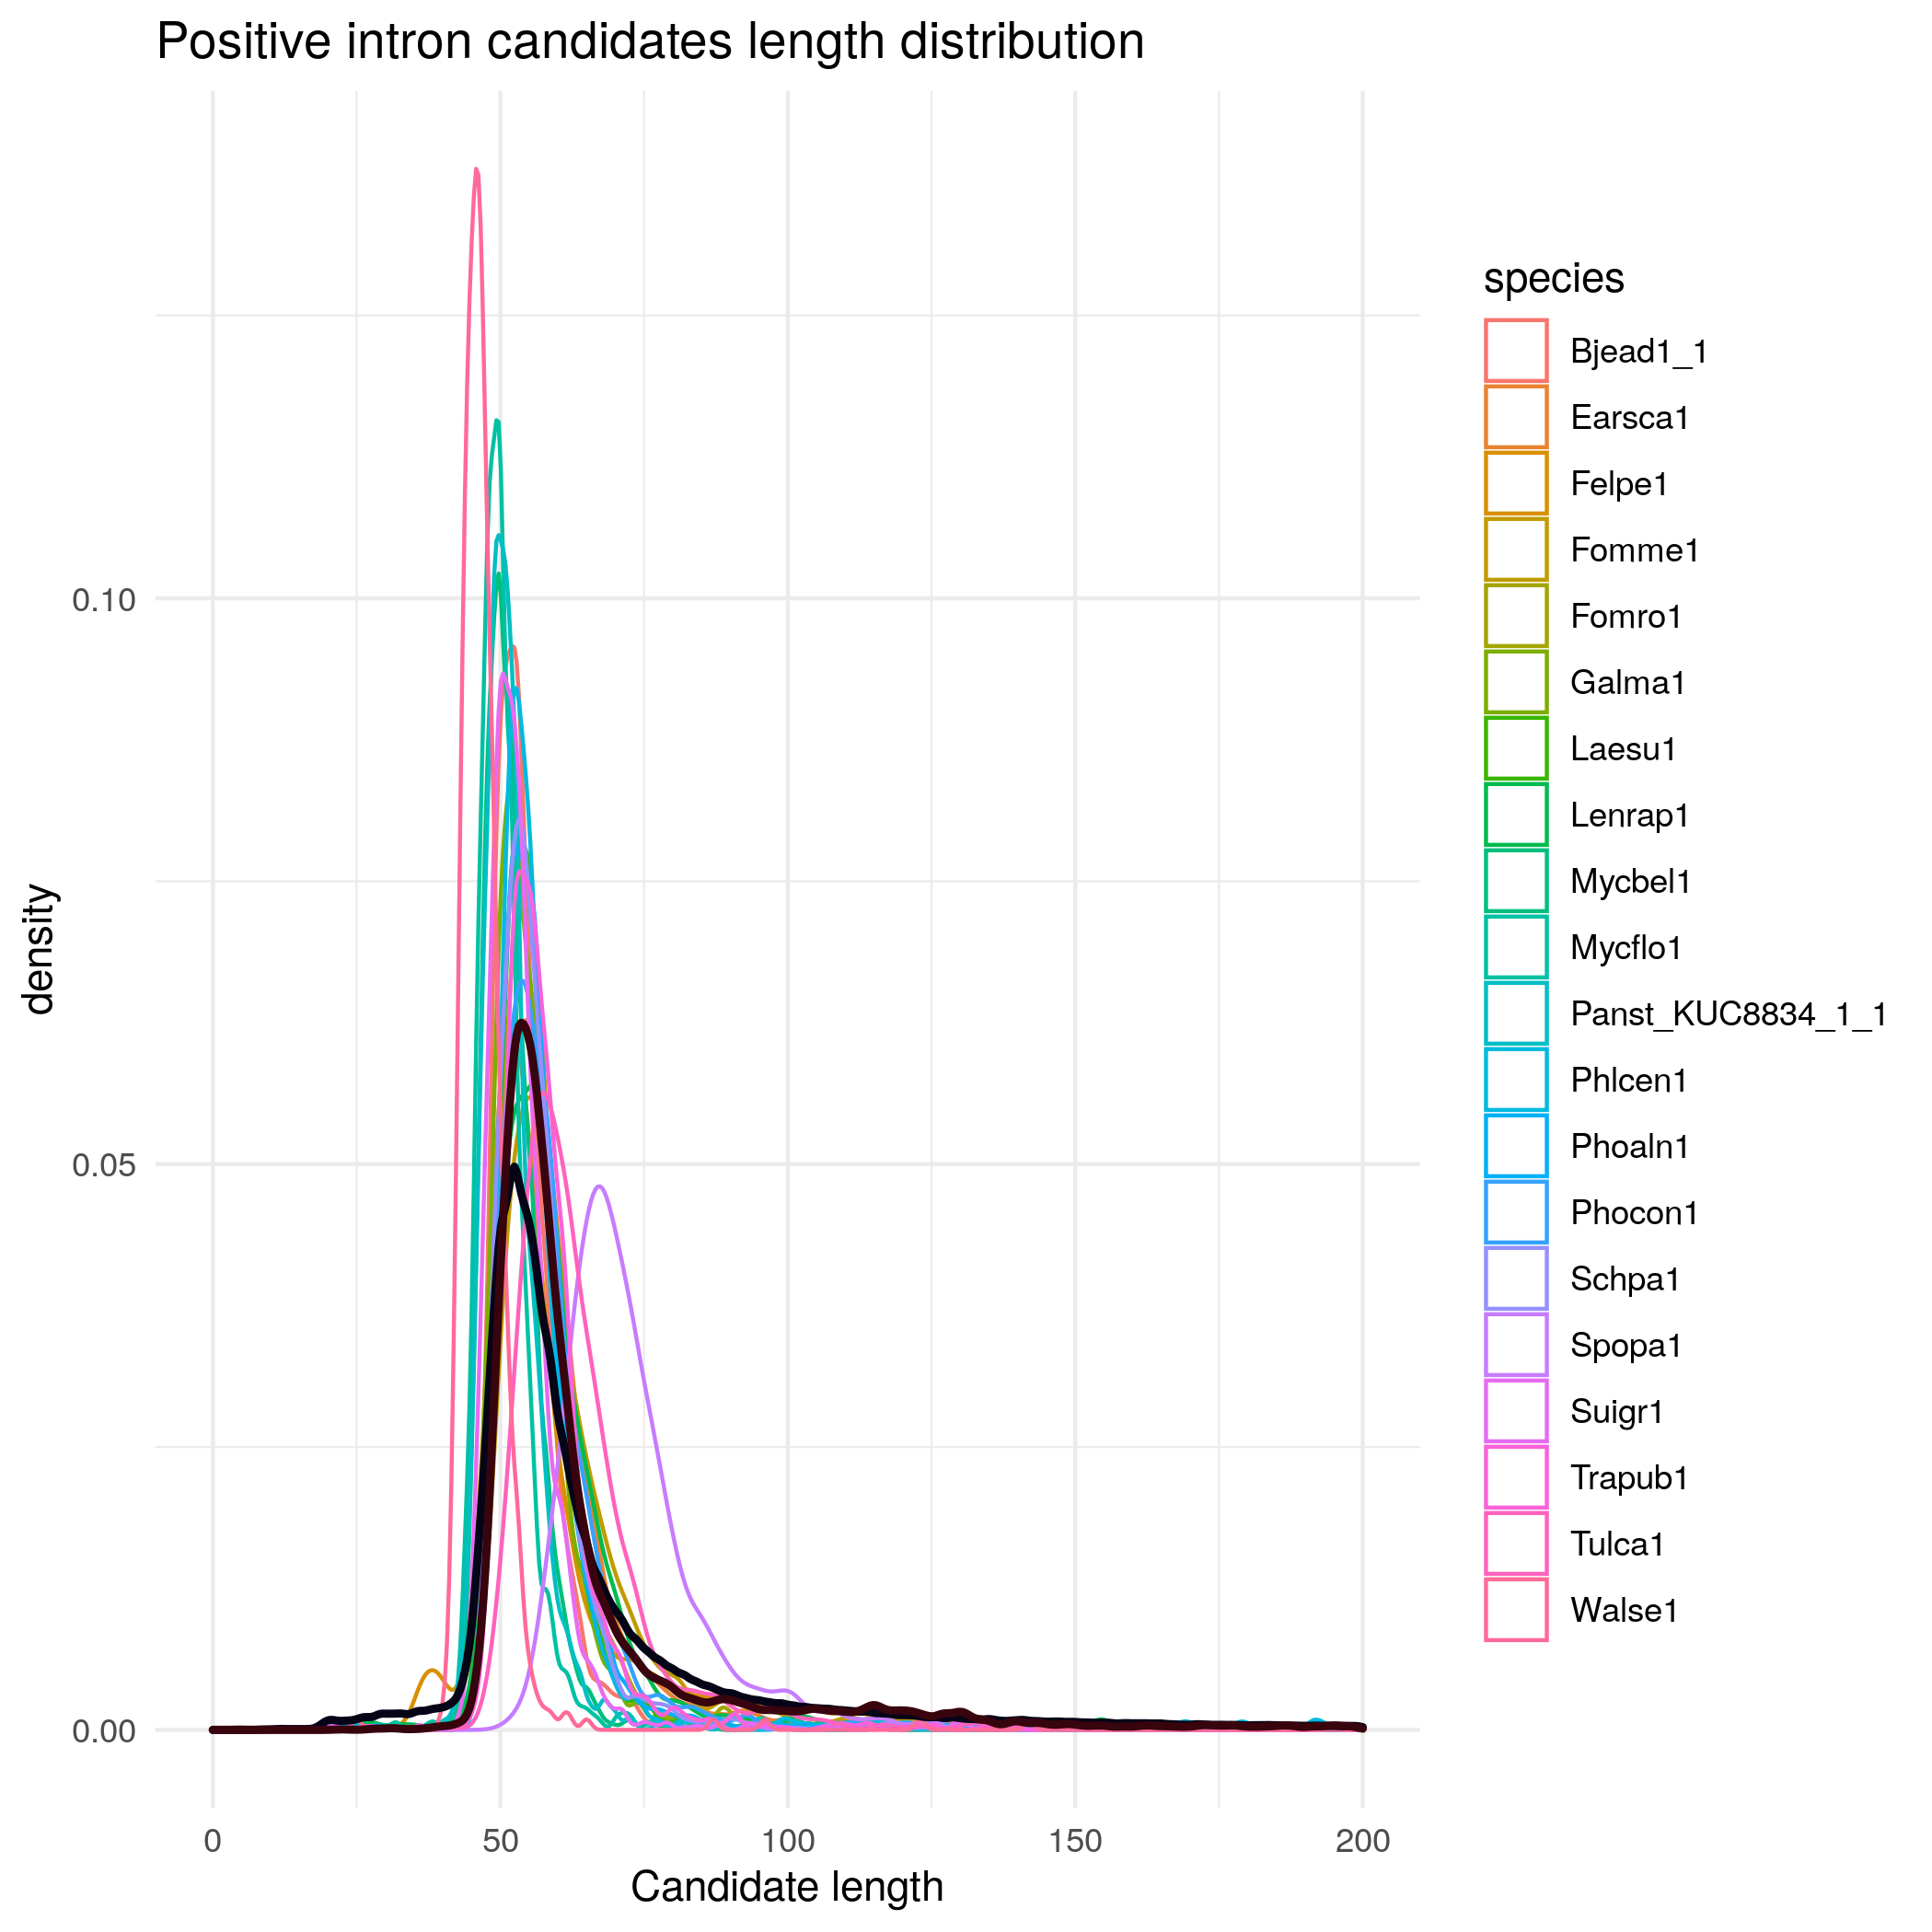 Positive intron candidates length distribution
density
0.10
0.05
0.00
0
50
100
150
200
Candidate length
species
Bjead1_1
Earsca1
Felpe1
Fomme1
Fomro1
Galma1
Laesu1
Lenrap1
Mycbel1
Mycflo1
Panst_KUC8834_1_1
Phlcen1
Phoaln1
Phocon1
Schpa1
Spopa1
Suigr1
Trapub1
Tulca1
Walse1